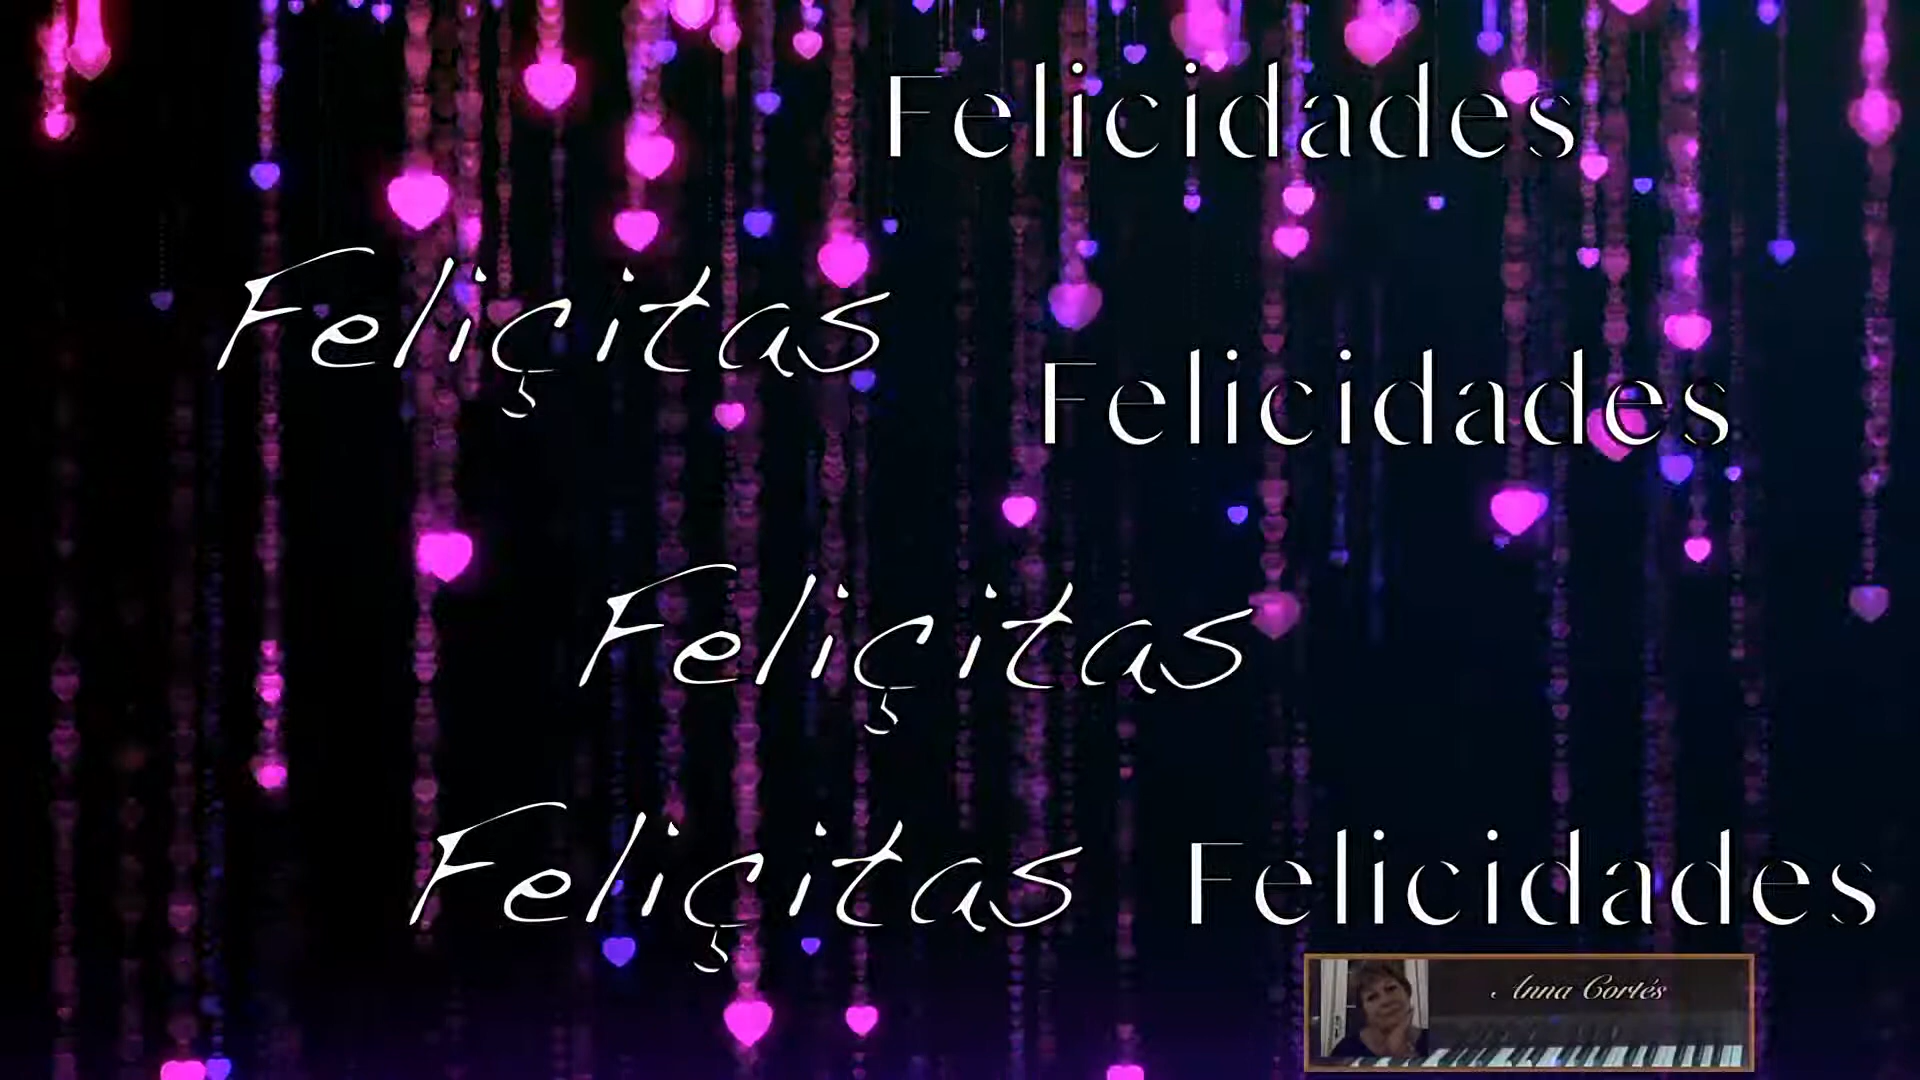 Felicidades
Feliçitas
Felicidades
Feliçitas
Feliçitas
Felicidades
Anna Cortés